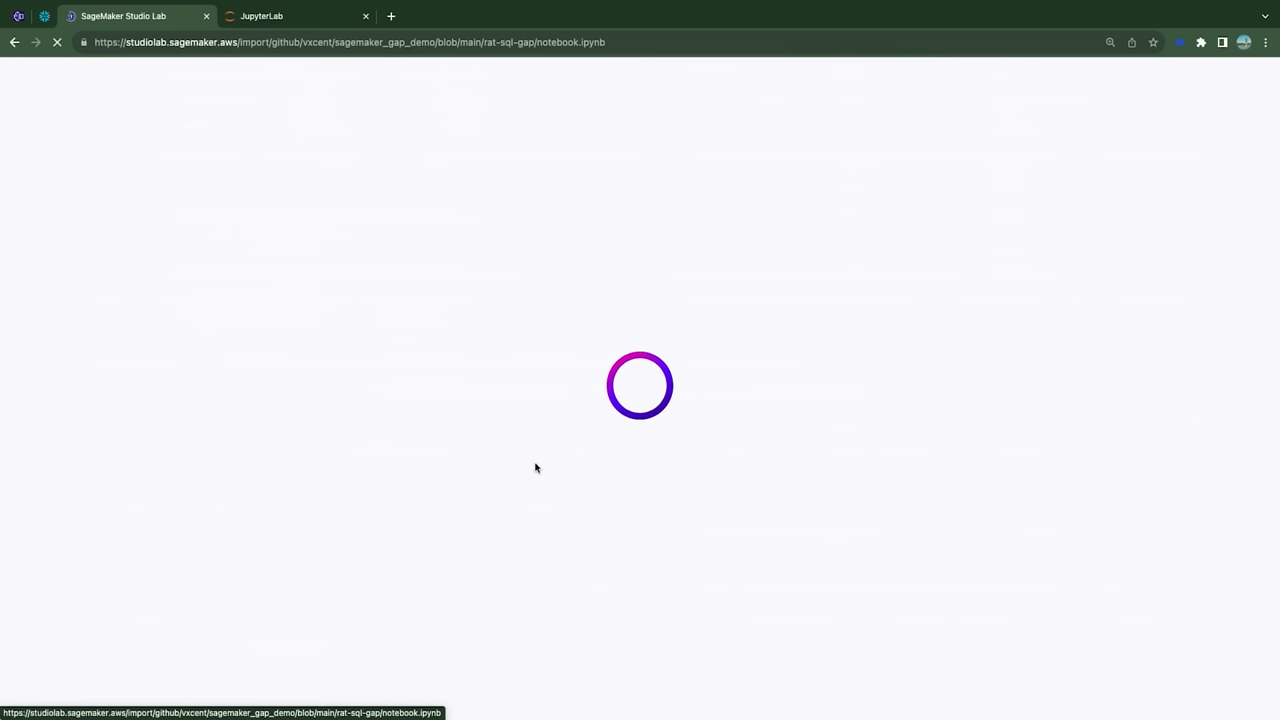 SageMaker Studio Lab
JupyterLab
https://studiolab.sagemaker.aws/import/github/vxcent/sagemaker_gap_demo/blob/main/rat-sql-gap/notebook.ipynb
https://studiolab.sagemaker.aws/import/github/vxcent/sagemaker_gap_demo/blob/main/rat-sql-gap/notebook.ipynb